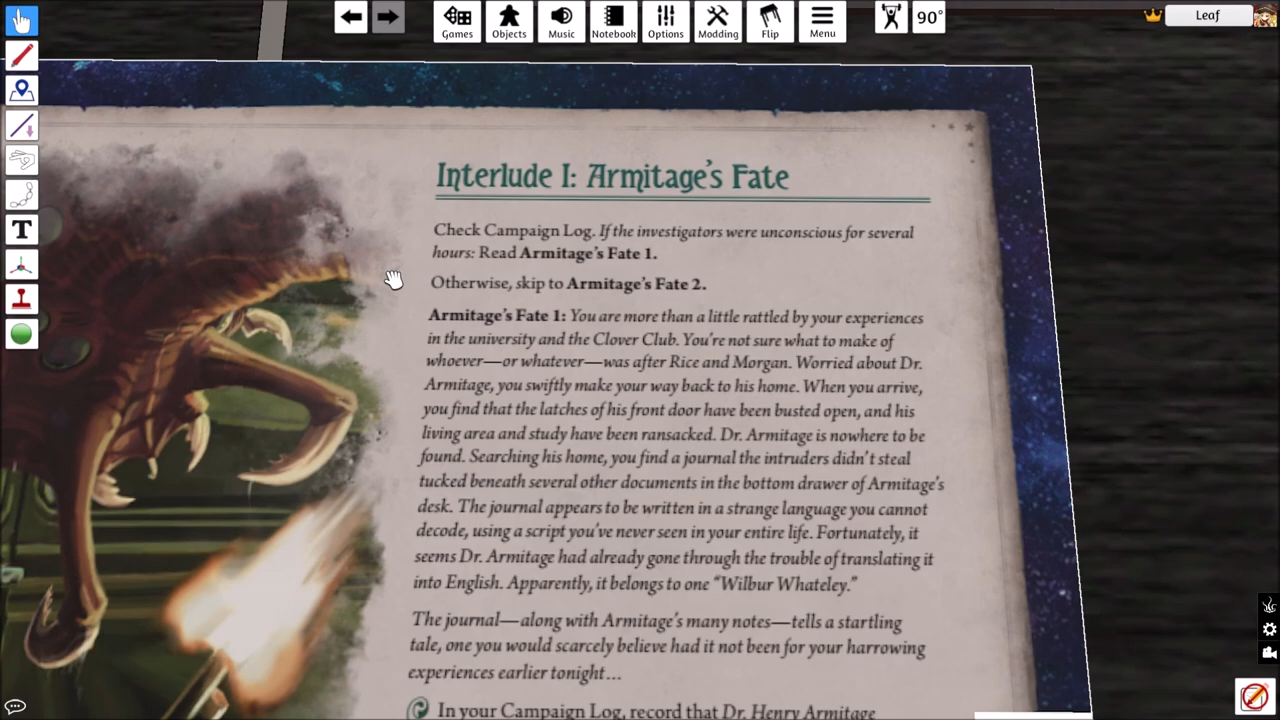 Games
Objects
Music
Notebook
Options
Modding
Flip
Menu
90°
Leaf
T
Interlude I: Armitage's Fate
Check Campaign Log. If the investigators were unconscious for several
hours: Read Armitage's Fate 1.
Otherwise, skip to Armitage's Fate 2.
Armitage's Fate 1: You are more than a little rattled by your experiences
in the university and the Clover Club. You're not sure what to make of
whoever—or whatever—was after Rice and Morgan. Worried about Dr.
Armitage, you swiftly make your way back to his home. When you arrive,
you find that the latches of his front door have been busted open, and his
living area and study have been ransacked. Dr. Armitage is nowhere to be
found. Searching his home, you find a journal the intruders didn't steal
tucked beneath several other documents in the bottom drawer of Armitage's
desk. The journal appears to be written in a strange language you cannot
decode, using a script you've never seen in your entire life. Fortunately, it
seems Dr. Armitage had already gone through the trouble of translating it
into English. Apparently, it belongs to one “Wilbur Whateley.”
The journal—along with Armitage's many notes—tells a startling
tale, one you would scarcely believe had it not been for your harrowing
experiences earlier tonight…
In your Campaign Log, record that Dr. Henry Armitage